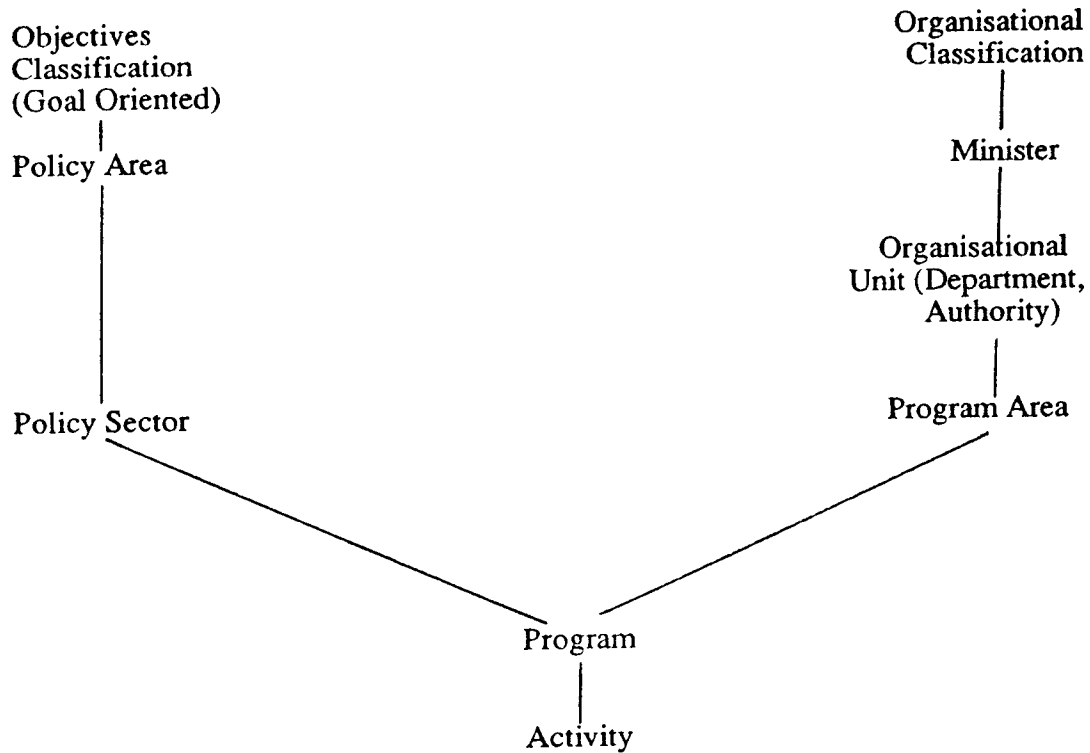 Objectives
Classification
(Goal Oriented)
Policy Area
Policy Sector
Organisational
Classification
Minister
Organisational
Unit (Department,
Authority)
Program Area
Program
Activity